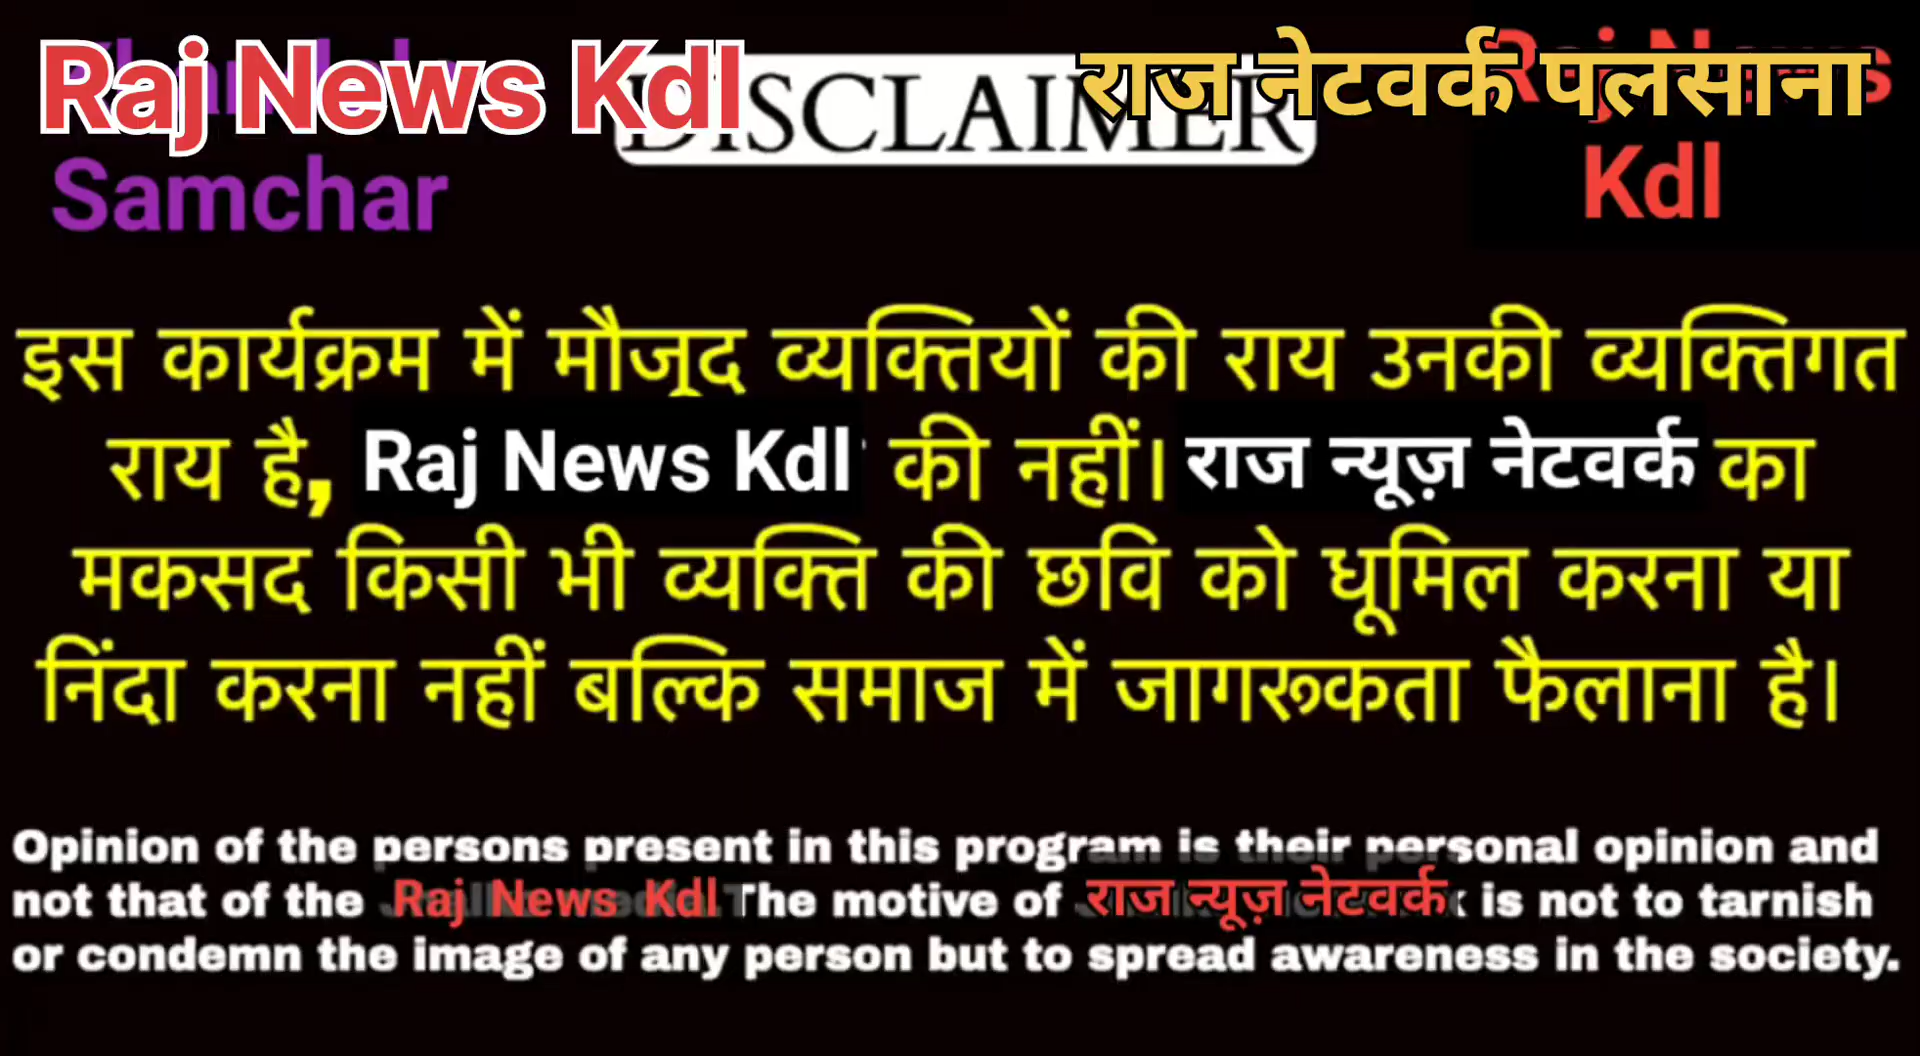 Raj News Kdl
DISCLAIMER
राज नेटवर्क पलसाना
Samchar
Raj News
Kdl
इस कार्यक्रम में मौजूद व्यक्तियों की राय उनकी व्यक्तिगत
राय है, Raj News Kdl की नहीं। राज न्यूज़ नेटवर्क का
मकसद किसी भी व्यक्ति की छवि को धूमिल करना या
निंदा करना नहीं बल्कि समाज में जागरूकता फैलाना है।
Opinion of the persons present in this program is their personal opinion and
not that of the Raj News Kdl The motive of राज न्यूज़ नेटवर्क is not to tarnish
or condemn the image of any person but to spread awareness in the society.